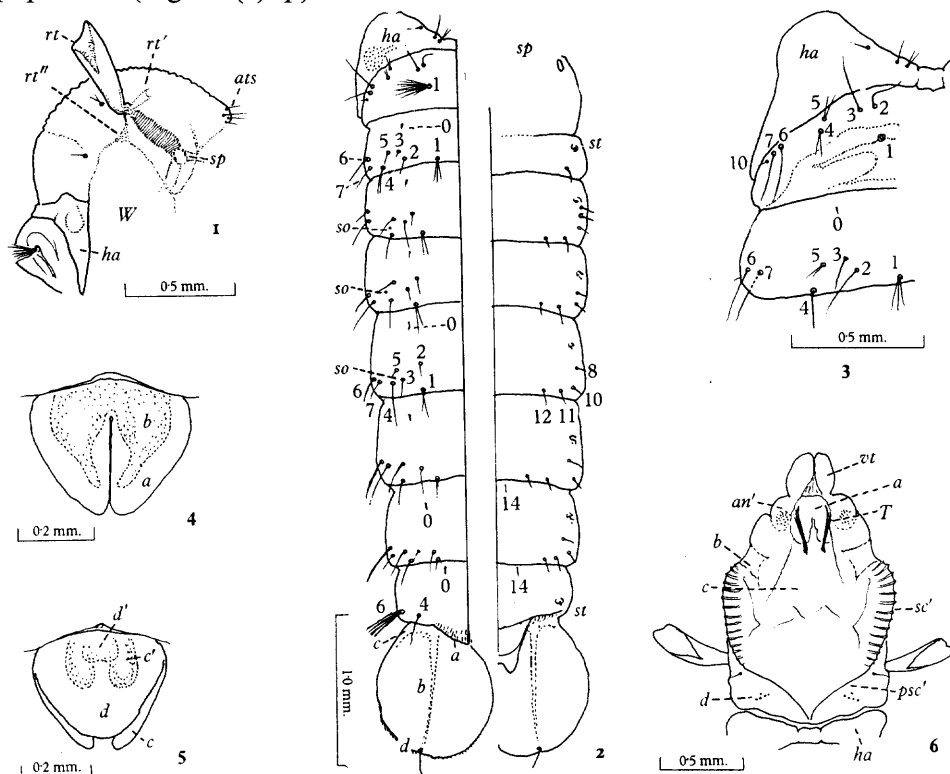 rt
rt'
rt''
ats
sp
W
1
ha
0·5 mm.
b
a
4
0·2 mm.
d'
c'
d
c
5
0·2 mm.
ha
1
0
5 3 2 1
6
7
4
so
so
0
so
5
2
6
3
1
7
4
0
0
6
4
c
a
b
d
1·0 mm.
sp
st
8
10
12 11
14
14
st
2
ha
5
3
2
4
7 6
10
1
0
6
7
5
3
2
1
4
0·5 mm.
3
vt
a
an'
T
b
c
sc'
d
psc'
ha
0·5 mm.
6